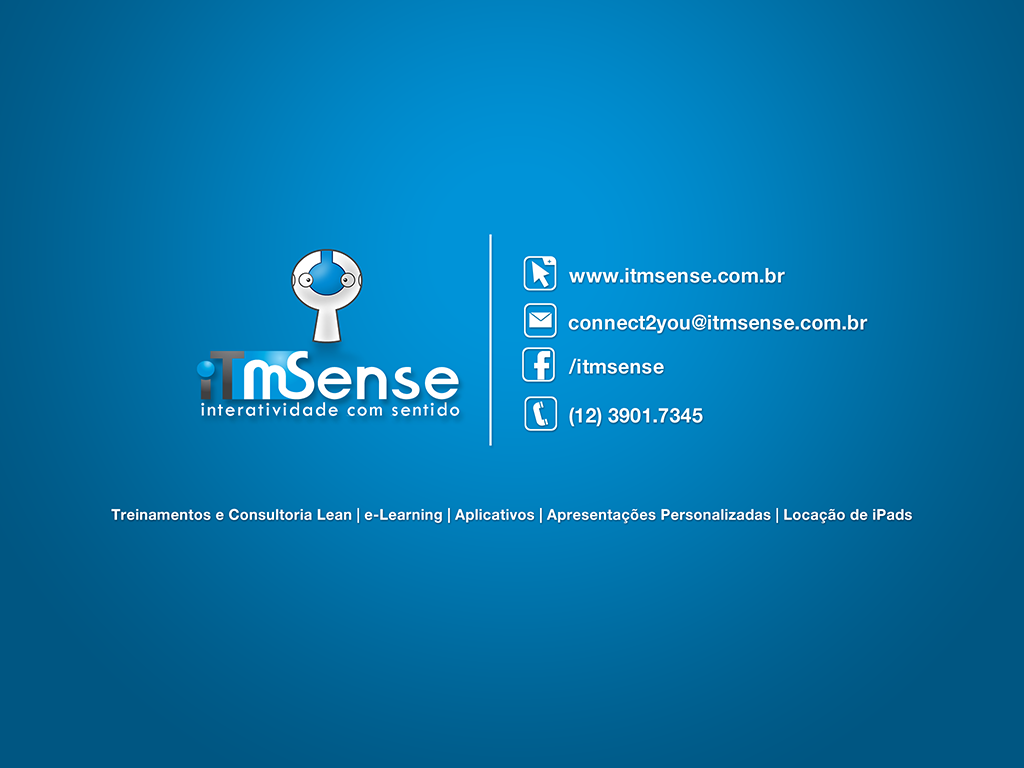 iTmSense
interatividade com sentido
www.itmsense.com.br
connect2you@itmsense.com.br
/itmsense
(12) 3901.7345
Treinamentos e Consultoria Lean | e-Learning | Aplicativos | Apresentações Personalizadas | Locação de iPads